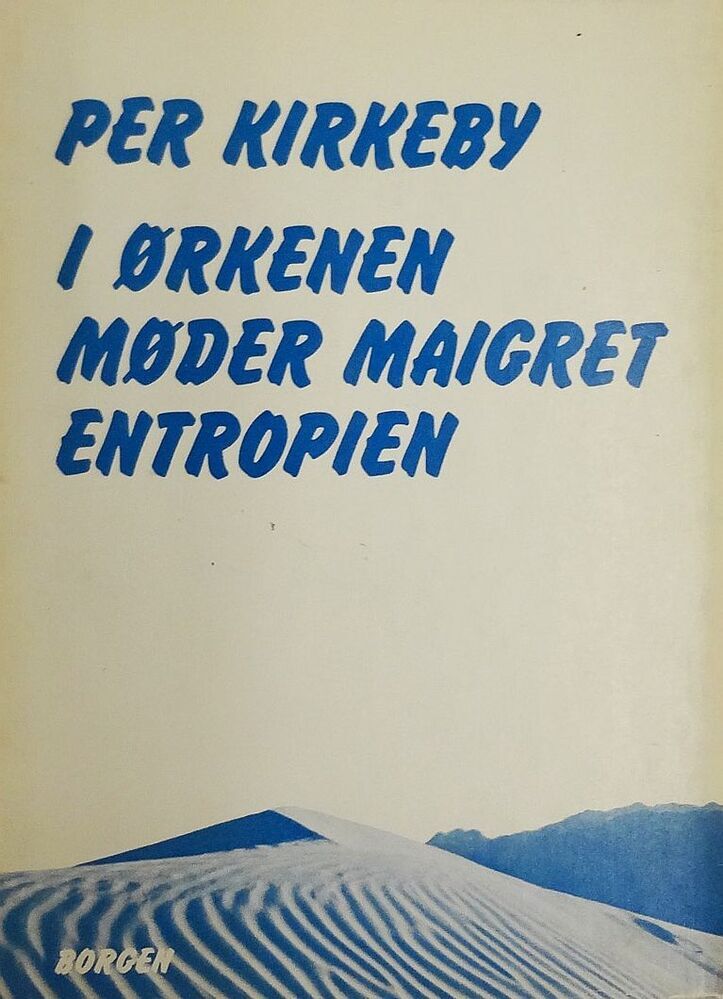 PER KIRKEBY
I ØRKENEN
MØDER MAIGRET
ENTROPIEN
BORGEN